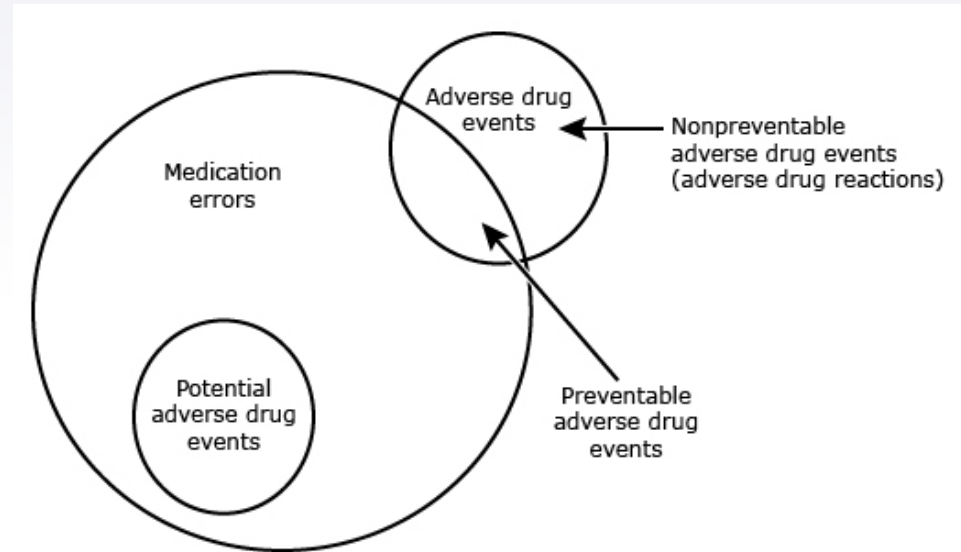 Adverse drug
events
Nonpreventable
adverse drug events
(adverse drug reactions)
Medication
errors
Potential
adverse drug
events
Preventable
adverse drug
events